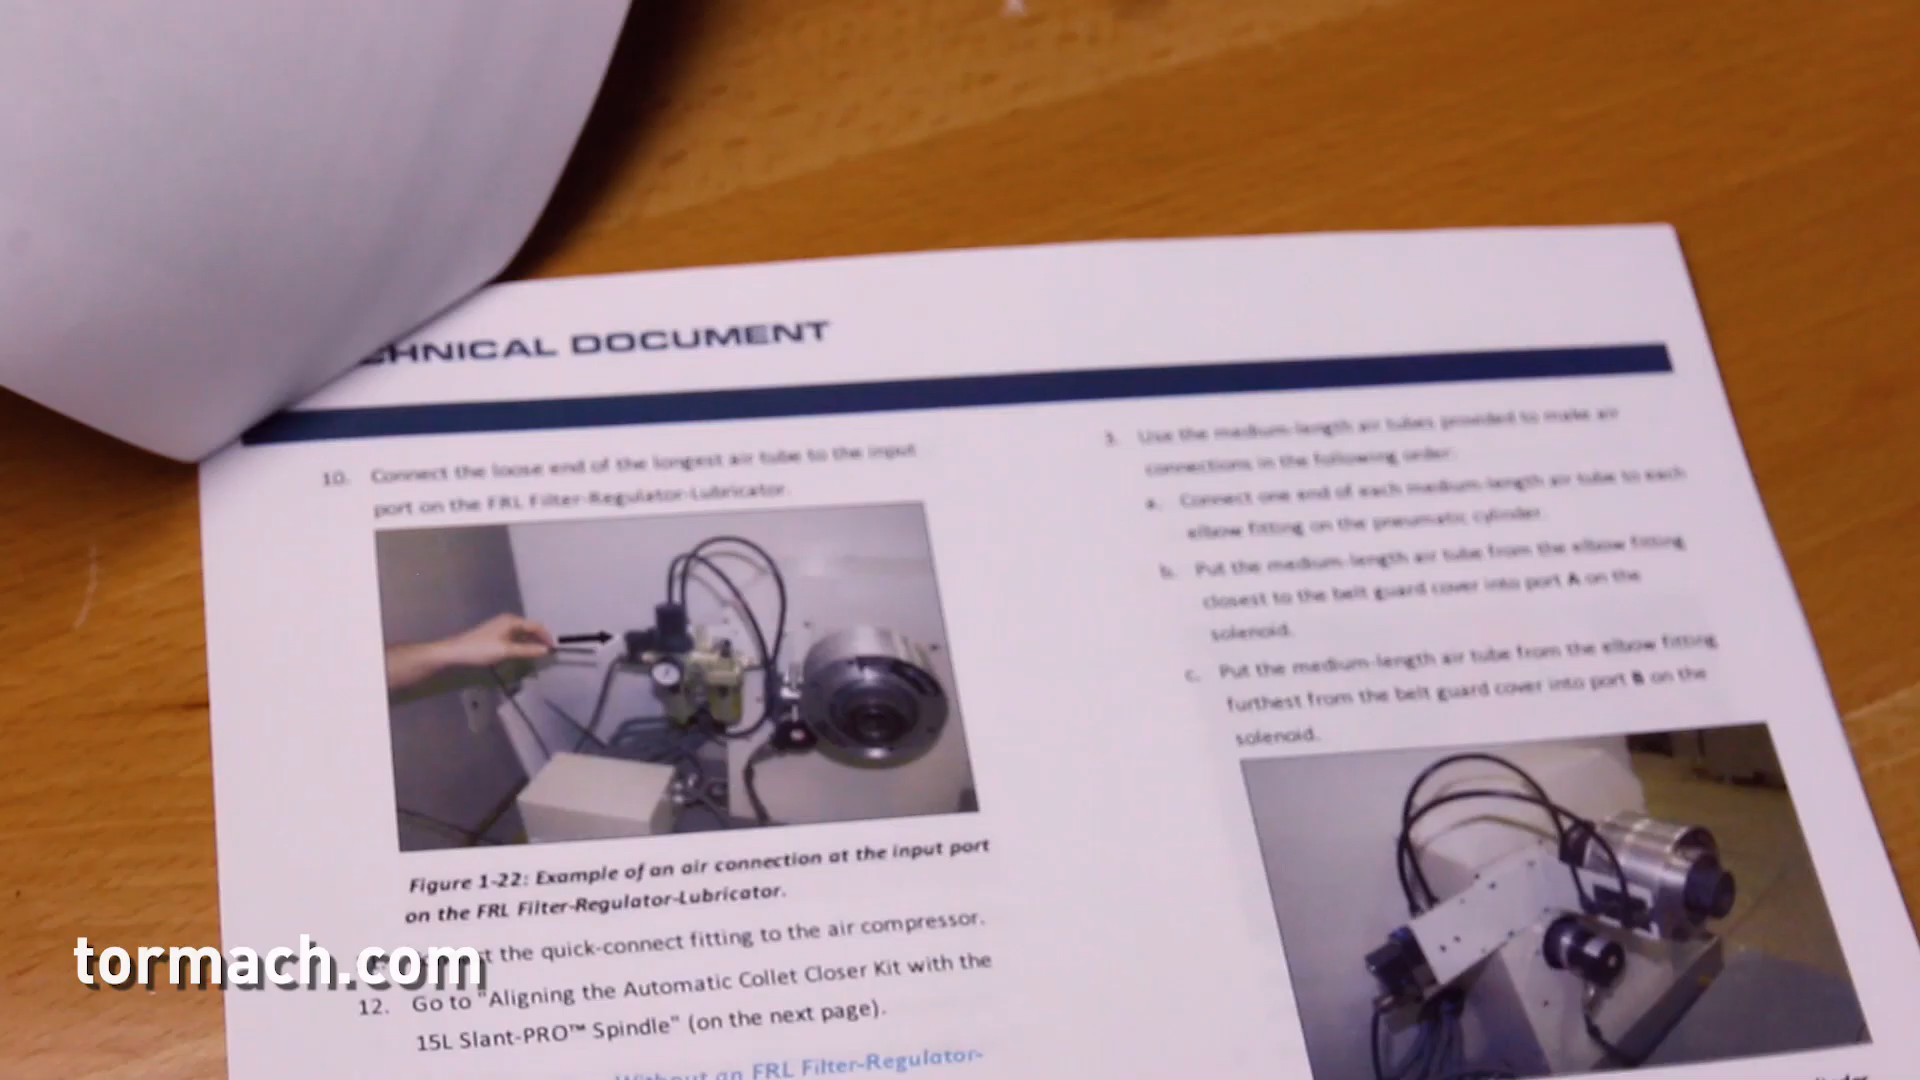 CHNICAL DOCUMENT
10. Connect the loose end of the longest air tube to the input
port on the FRL Filter-Regulator-Lubricator.
Figure 1-22: Example of an air connection at the input port
on the FRL Filter-Regulator-Lubricator.
the quick-connect fitting to the air compressor.
12. Go to "Aligning the Automatic Collet Closer Kit with the
15L Slant-PRO™ Spindle" (on the next page).
Without an FRL Filter-Regulator-
3. Use the medium-length air tubes provided to make air
connections in the following order:
a. Connect one end of each medium-length air tube to each
elbow fitting on the pneumatic cylinder.
b. Put the medium-length air tube from the elbow fitting
closest to the belt guard cover into port A on the
solenoid.
c. Put the medium-length air tube from the elbow fitting
furthest from the belt guard cover into port B on the
solenoid.
tormach.com